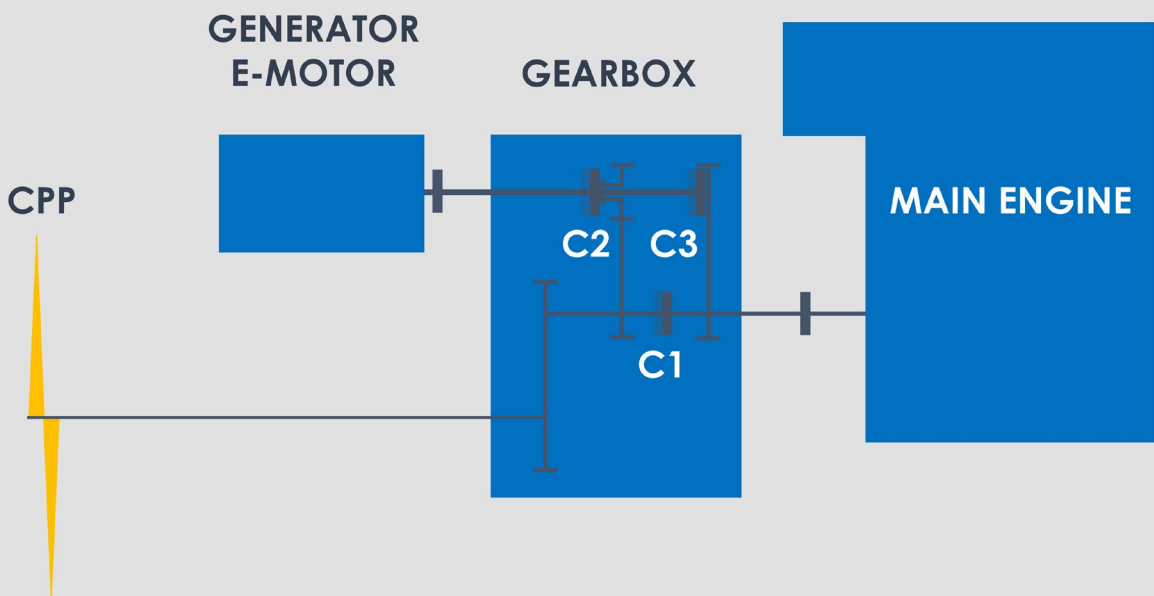 GENERATOR
E-MOTOR
GEARBOX
CPP
MAIN ENGINE
C2
C3
C1